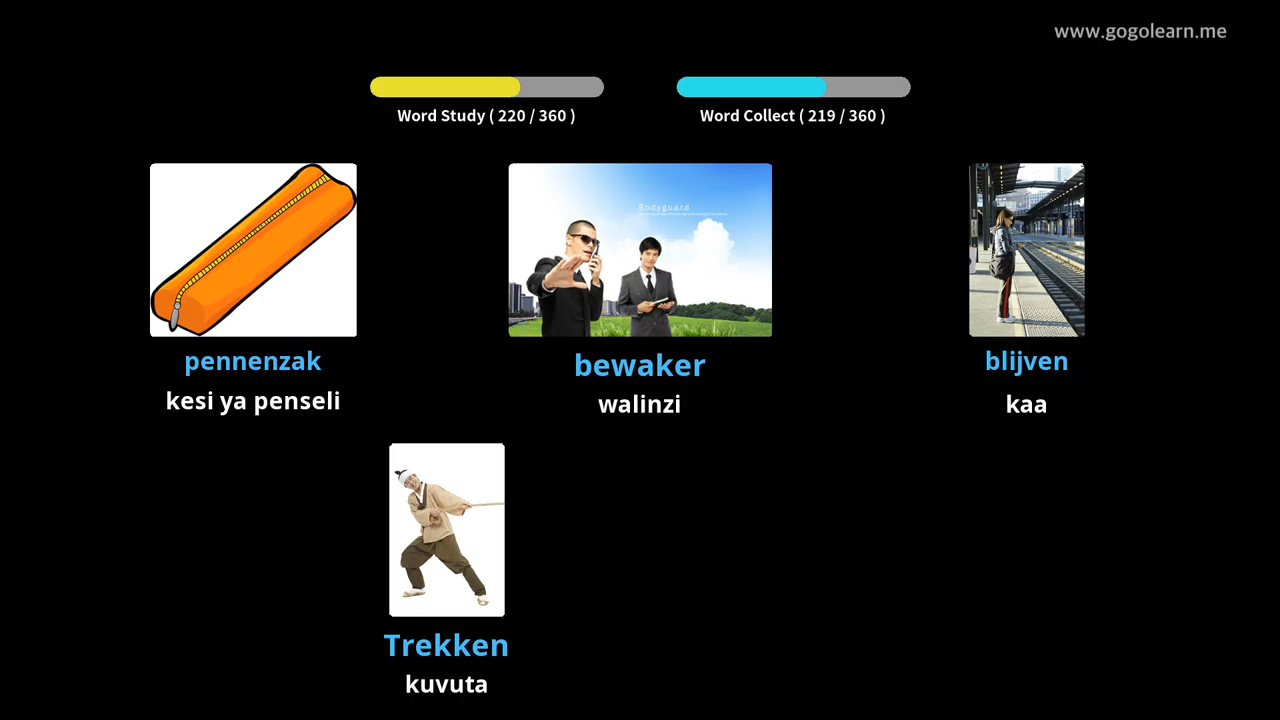 www.gogolearn.me
Word Study ( 220 / 360 )
Word Collect ( 219 / 360 )
Bodyguard
pennenzak
bewaker
blijven
kesi ya penseli
walinzi
kaa
Trekken
kuvuta